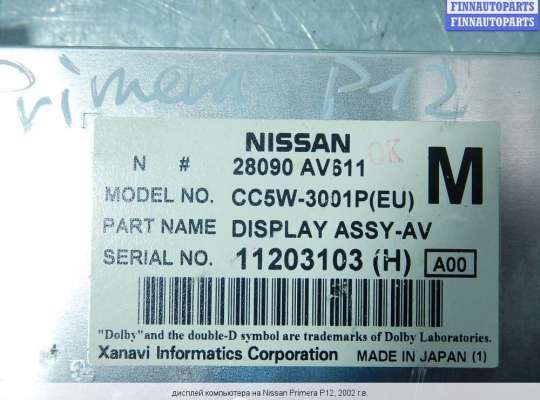 FINNAUTOPARTS
FINNAUTOPARTS
Primera P12
NISSAN
OK
N # 28090 AV611
M
MODEL NO. CC5W-3001P(EU)
PART NAME DISPLAY ASSY-AV
SERIAL NO. 11203103 (H) A00
"Dolby"and the double-D symbol are trademarks of Dolby Laboratories.
Xanavi Informatics Corporation MADE IN JAPAN (1)
дисплей компьютера на Nissan Primera P12, 2002 г.в.